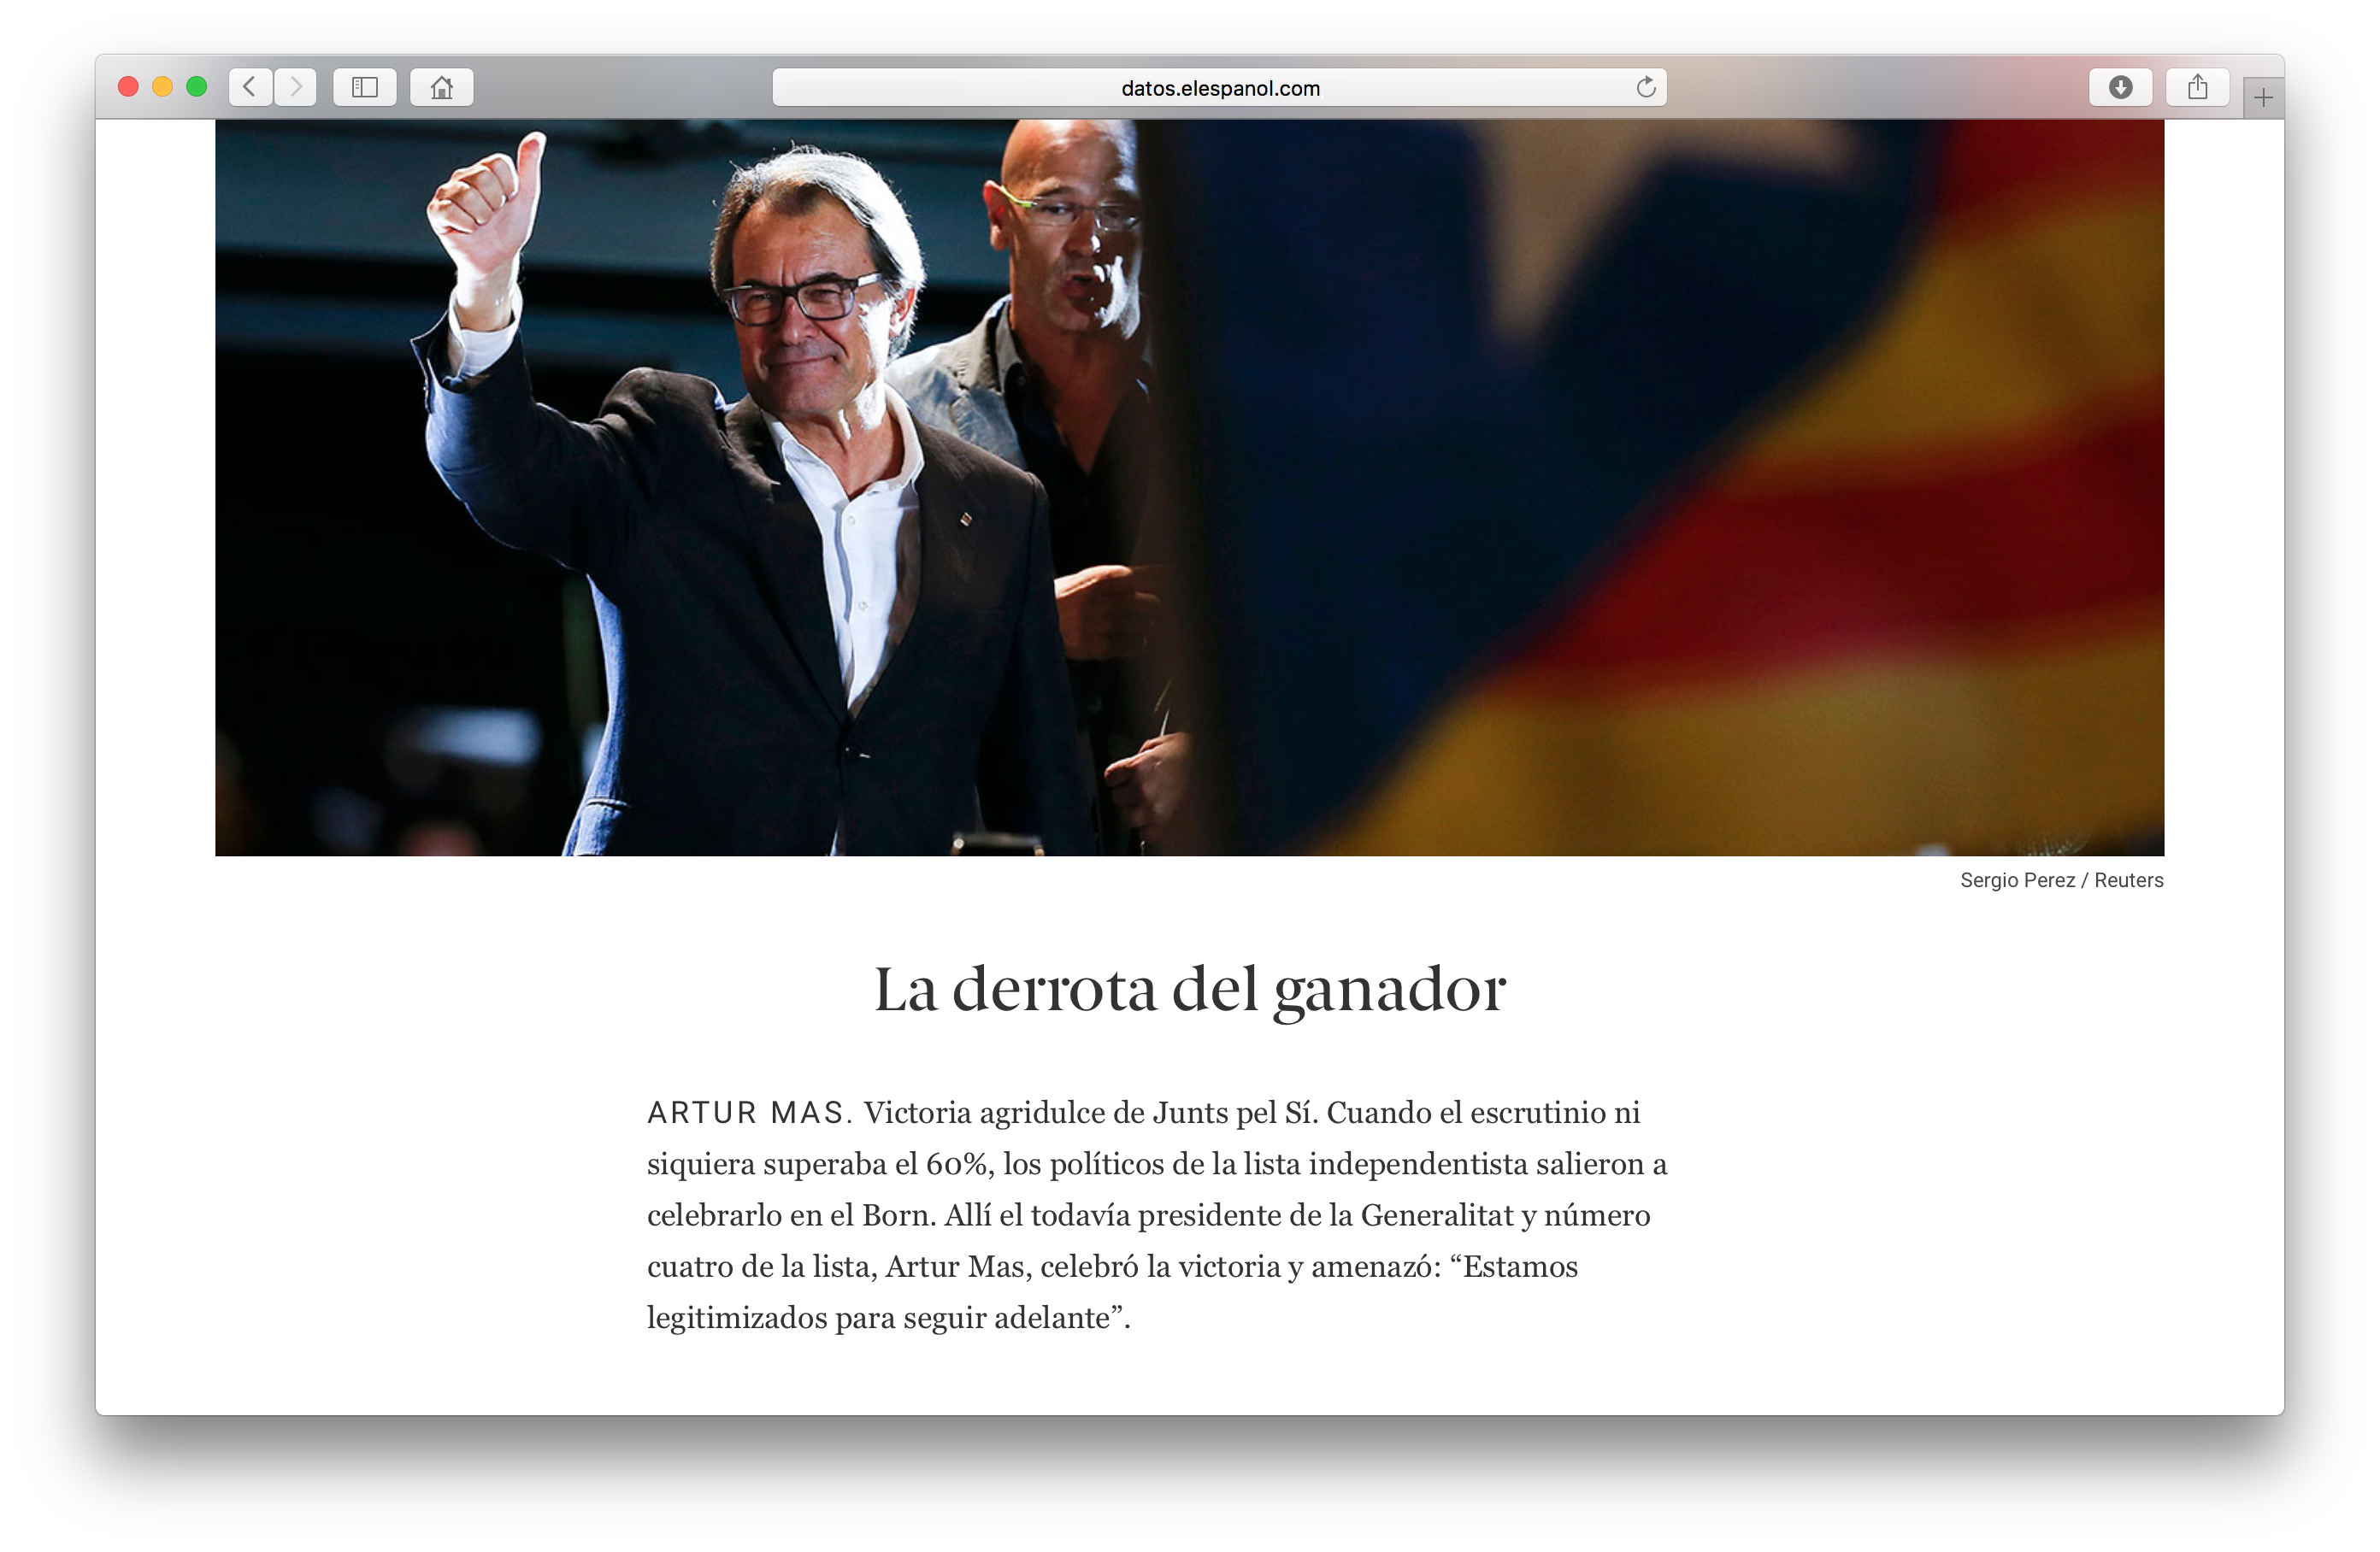 datos.elespanol.com
Sergio Perez / Reuters
La derrota del ganador
ARTUR MAS. Victoria agridulce de Junts pel Sí. Cuando el escrutinio ni
siquiera superaba el 60%, los políticos de la lista independentista salieron a
celebrarlo en el Born. Allí el todavía presidente de la Generalitat y número
cuatro de la lista, Artur Mas, celebró la victoria y amenazó: “Estamos
legitimizados para seguir adelante”.